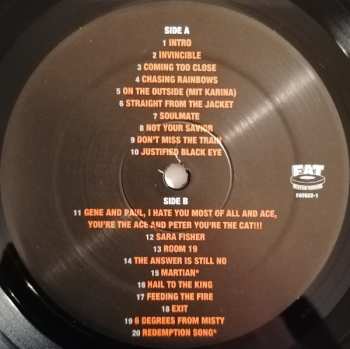 SIDE A
1 INTRO
2 INVINCIBLE
3 COMING TOO CLOSE
4 CHASING RAINBOWS
5 ON THE OUTSIDE (MIT KARINA)
6 STRAIGHT FROM THE JACKET
7 SOULMATE
8 NOT YOUR SAVIOR
9 DON'T MISS THE TRAIN
10 JUSTIFIED BLACK EYE
FAT
SIDE B
11 GENE AND PAUL, I HATE YOU MOST OF ALL AND ACE,
YOU'RE THE ACE AND PETER YOU'RE THE CAT!!!
12 SARA FISHER
13 ROOM 19
14 THE ANSWER IS STILL NO
15 MARTIAN*
16 HAIL TO THE KING
17 FEEDING THE FIRE
18 EXIT
19 6 DEGREES FROM MISTY
20 REDEMPTION SONG*